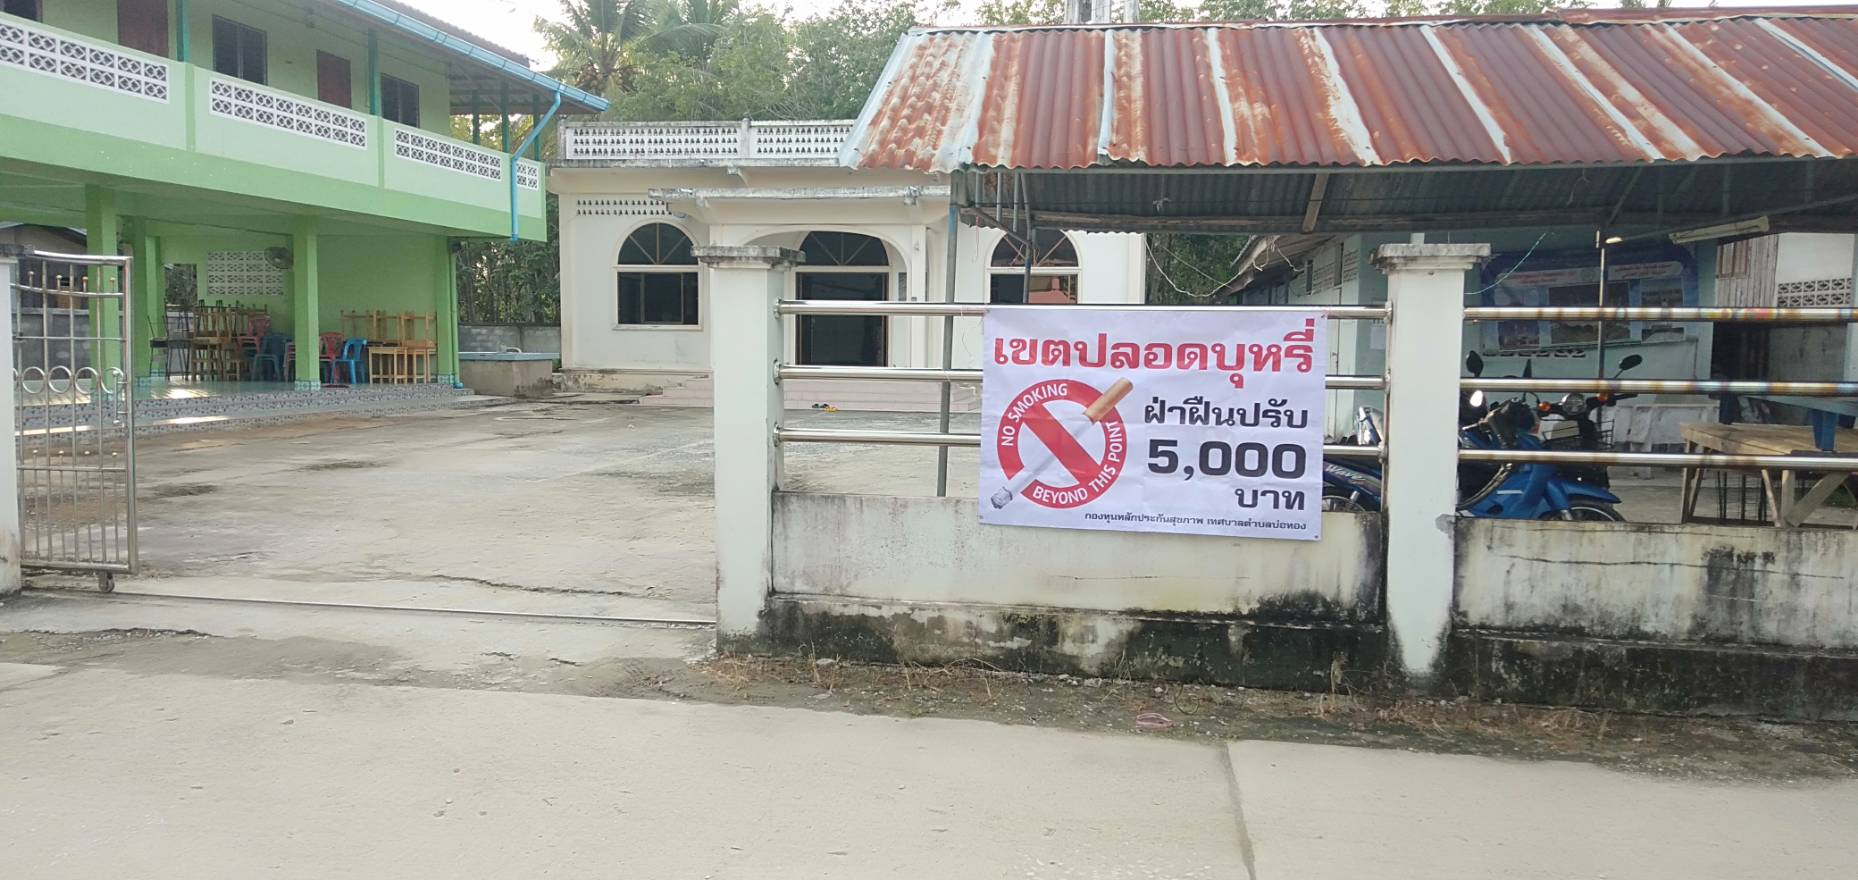 เขตปลอดบุหรี่
NO SMOKING
BEYOND THIS POINT
ฝ่าฝืนปรับ
5,000
บาท
กองทุนหลักประกันสุขภาพ เทศบาลตำบลบ่อทอง
Wave